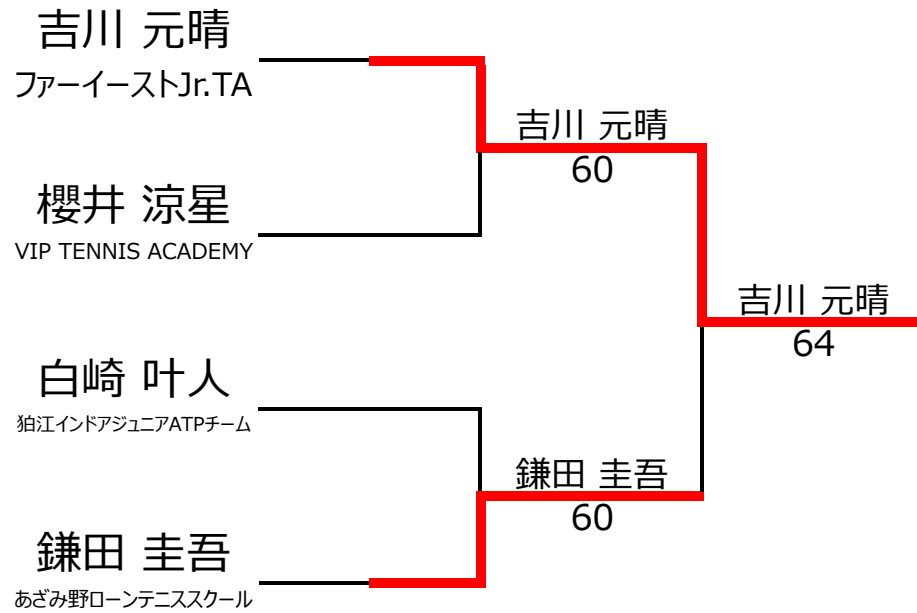 吉川 元晴
ファーイーストJr.TA
吉川 元晴
60
櫻井 涼星
VIP TENNIS ACADEMY
吉川 元晴
64
白崎 叶人
狛江インドアジュニアATPチーム
鎌田 圭吾
60
鎌田 圭吾
あざみ野ローンテニススクール